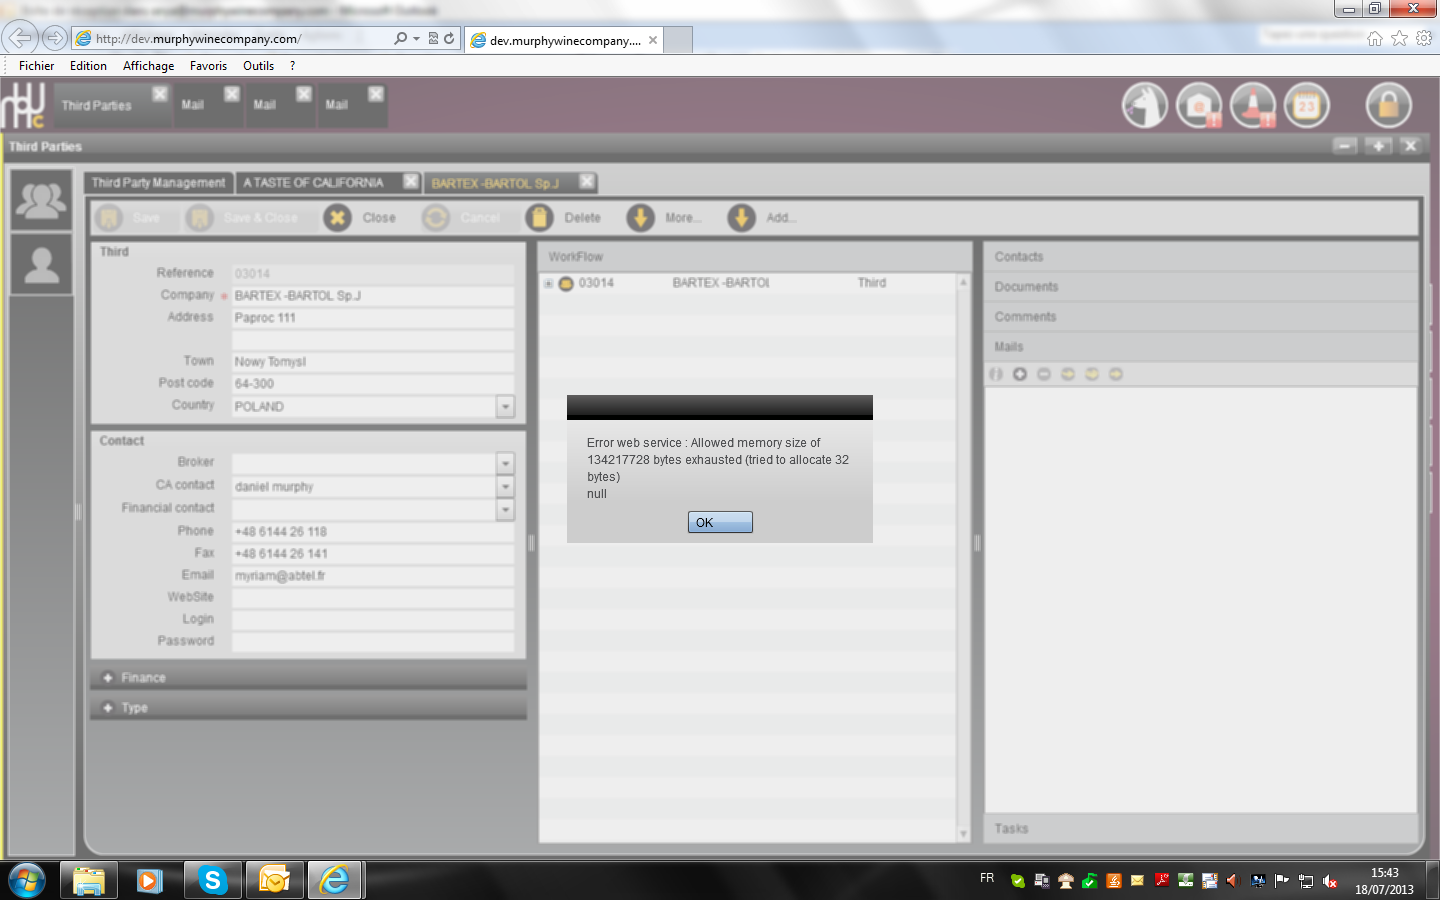 http://dev.murphywinecompany.com/
dev.murphywinecompany....
Fichier Edition Affichage Favoris Outils ?
Third Parties Mail Mail Mail
23
Third Parties
Third Party Management A TASTE OF CALIFORNIA BARTEX -BARTOL Sp.J
Save Save & Close Close Cancel Delete More... Add...
Third
Reference 03014
Company * BARTEX -BARTOL Sp.J
Address Paproc 111
Town Nowy Tomysl
Post code 64-300
Country POLAND
Contact
Broker
CA contact daniel murphy
Financial contact
Phone +48 6144 26 118
Fax +48 6144 26 141
Email myriam@abtel.fr
WebSite
Login
Password
Finance
Type
WorkFlow
03014 BARTEX -BARTOL Third
Error web service : Allowed memory size of
134217728 bytes exhausted (tried to allocate 32
bytes)
null
OK
Contacts
Documents
Comments
Mails
Tasks
FR
15:43
18/07/2013